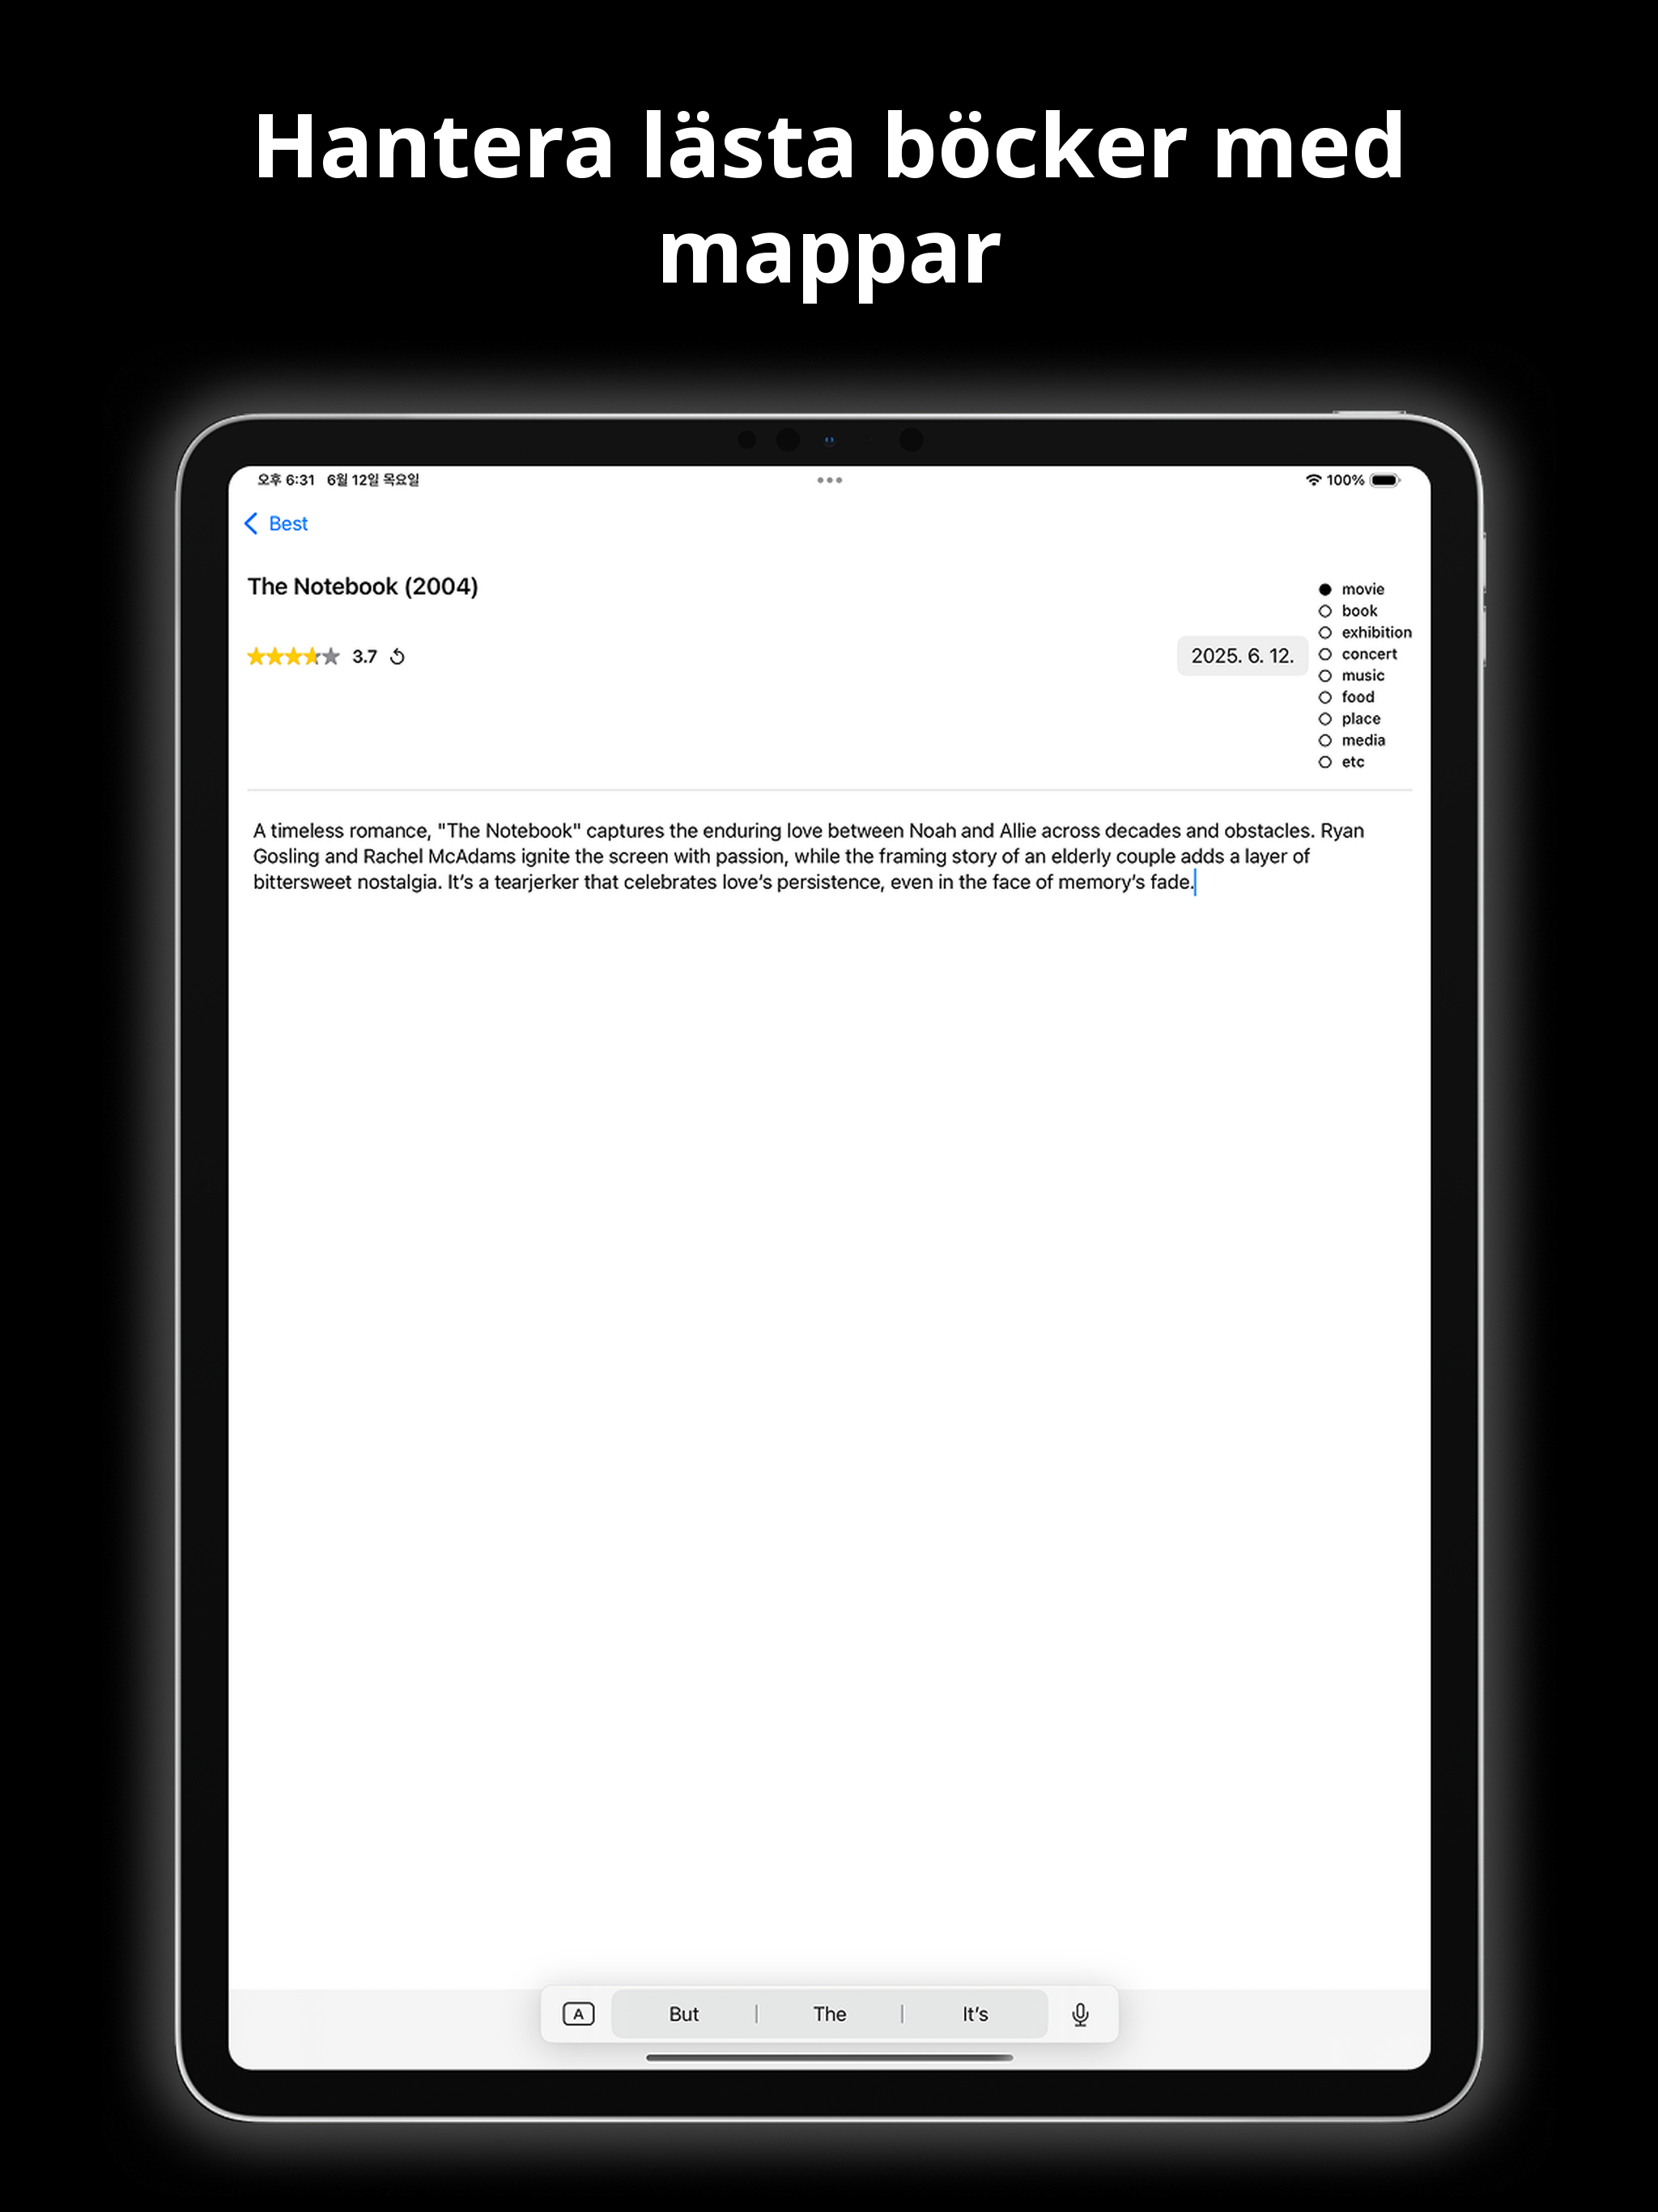 Hantera lästa böcker med
mappar
오후 6:31 6월 12일 목요일
100%
Best
The Notebook (2004)
movie
book
exhibition
concert
music
food
place
media
etc
3.7
2025. 6. 12.
A timeless romance, "The Notebook" captures the enduring love between Noah and Allie across decades and obstacles. Ryan
Gosling and Rachel McAdams ignite the screen with passion, while the framing story of an elderly couple adds a layer of
bittersweet nostalgia. It’s a tearjerker that celebrates love’s persistence, even in the face of memory’s fade.
A But The It’s